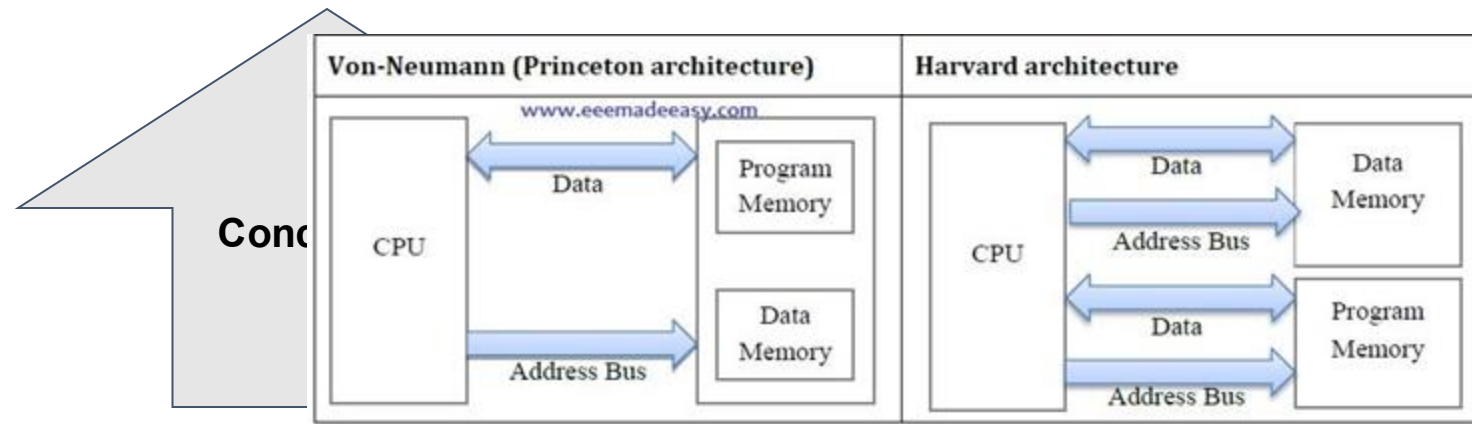 Von-Neumann (Princeton architecture)
Harvard architecture
www.eeemadeeasy.com
CPU
Data
Address Bus
Program
Memory
Data
Memory
CPU
Data
Address Bus
Data
Address Bus
Data
Memory
Program
Memory